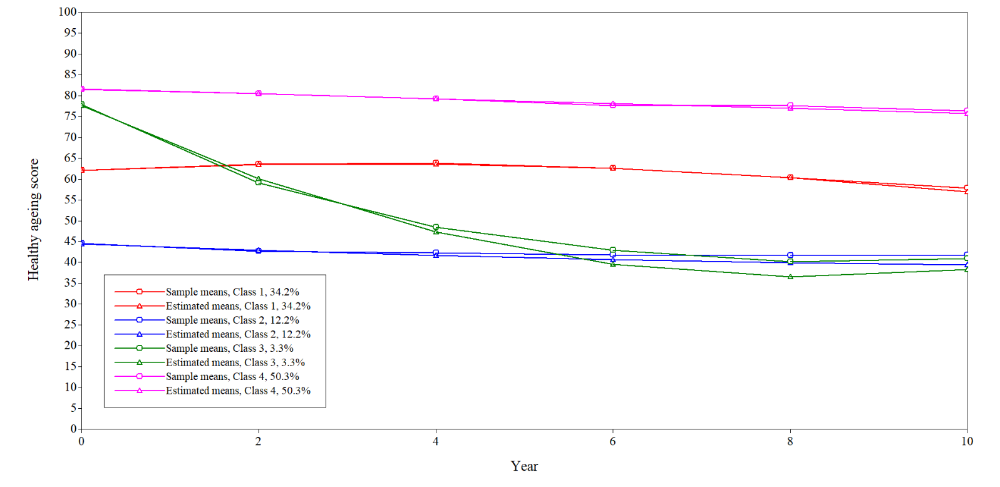 100
95
90
85
80
75
70
65
60
55
50
45
40
35
30
25
20
15
10
5
0
Healthy ageing score
Sample means, Class 1, 34.2%
Estimated means, Class 1, 34.2%
Sample means, Class 2, 12.2%
Estimated means, Class 2, 12.2%
Sample means, Class 3, 3.3%
Estimated means, Class 3, 3.3%
Sample means, Class 4, 50.3%
Estimated means, Class 4, 50.3%
0 2 4 6 8 10
Year